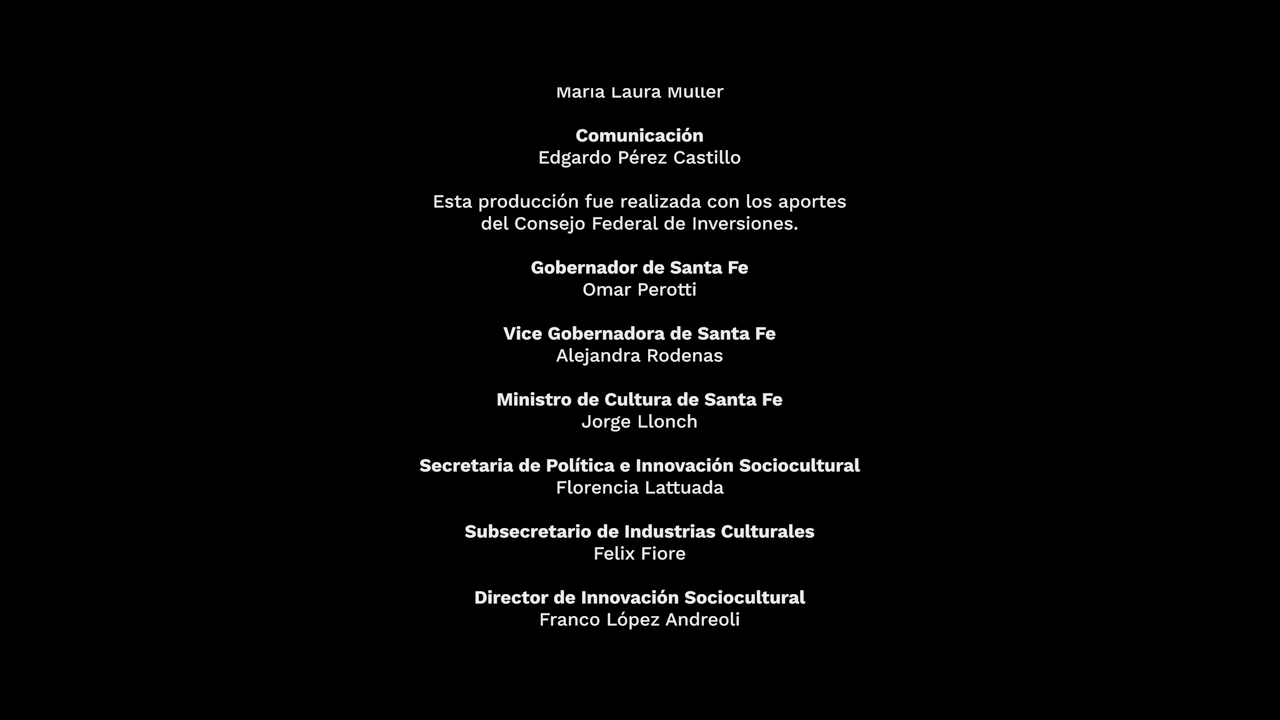 María Laura Müller
Comunicación
Edgardo Pérez Castillo
Esta producción fue realizada con los aportes
del Consejo Federal de Inversiones.
Gobernador de Santa Fe
Omar Perotti
Vice Gobernadora de Santa Fe
Alejandra Rodenas
Ministro de Cultura de Santa Fe
Jorge Llonch
Secretaria de Política e Innovación Sociocultural
Florencia Lattuada
Subsecretario de Industrias Culturales
Felix Fiore
Director de Innovación Sociocultural
Franco López Andreoli